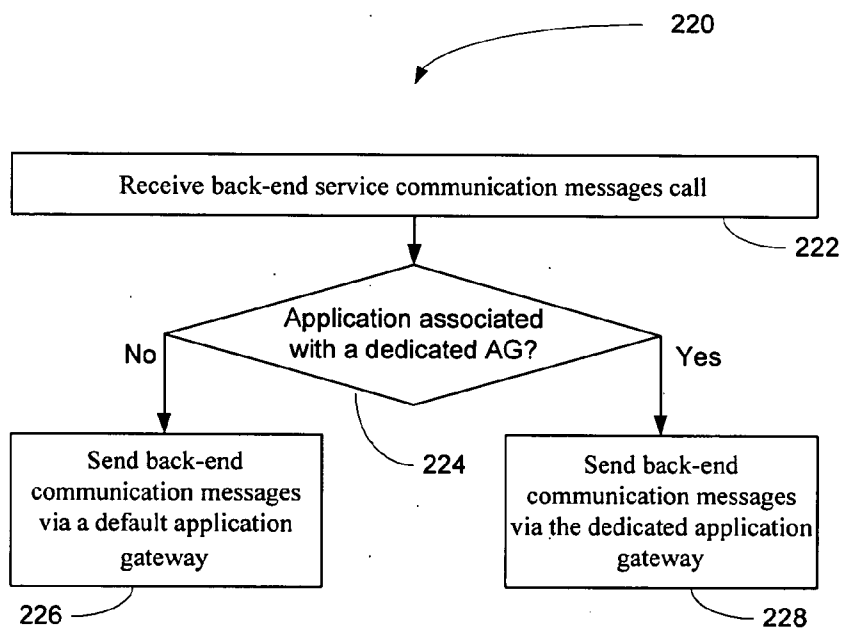 220
Receive back-end service communication messages call
222
Application associated
with a dedicated AG?
No
Yes
224
Send back-end
communication messages
via a default application
gateway
Send back-end
communication messages
via the dedicated application
gateway
226
228